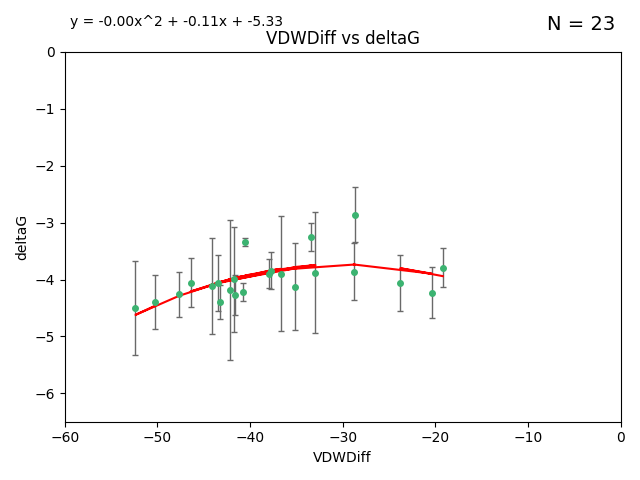 y = -0.00x^2 + -0.11x + -5.33
N = 23
VDWDiff vs deltaG
0
−1
−2
−3
−4
−5
−6
deltaG
−60 −50 −40 −30 −20 −10 0
VDWDiff